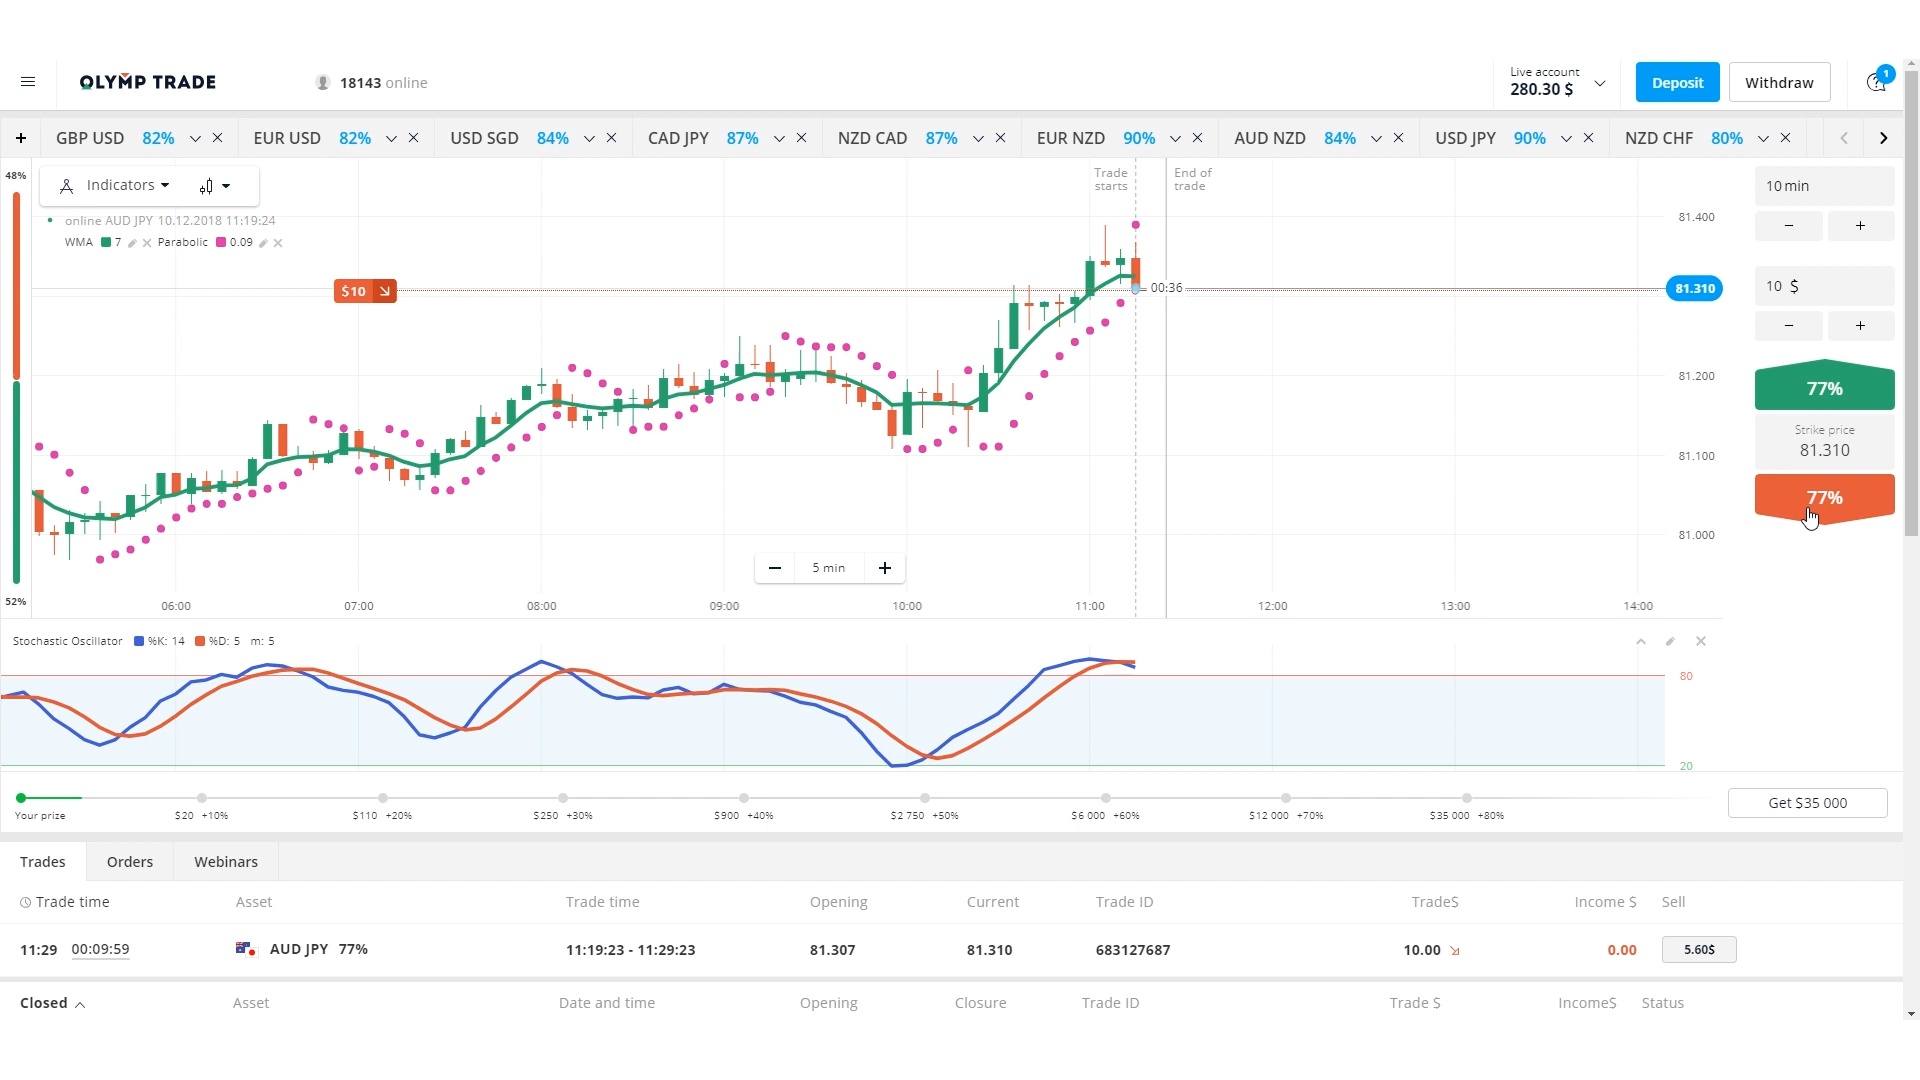 OLYMP TRADE
18143 online
Live account
280.30 $
Deposit
Withdraw
1
GBP USD 82%
EUR USD 82%
USD SGD 84%
CAD JPY 87%
NZD CAD 87%
EUR NZD 90%
AUD NZD 84%
USD JPY 90%
NZD CHF 80%
48%
Indicators
online AUD JPY 10.12.2018 11:19:24
WMA 7 Parabolic 0.09
Trade starts
End of trade
$10
00:36
81.400
81.310
81.200
81.100
81.000
52%
5 min
06:00 07:00 08:00 09:00 10:00 11:00 12:00 13:00 14:00
10 min
− +
10 $
− +
77%
Strike price
81.310
77%
Stochastic Oscillator %K: 14 %D: 5 m: 5
80
20
Your prize $20 +10% $110 +20% $250 +30% $900 +40% $2 750 +50% $6 000 +60% $12 000 +70% $35 000 +80%
Get $35 000
Trades Orders Webinars
Trade time Asset Trade time Opening Current Trade ID Trade$ Income $ Sell
11:29 00:09:59 AUD JPY 77% 11:19:23 - 11:29:23 81.307 81.310 683127687 10.00 0.00 5.60$
Closed Asset Date and time Opening Closure Trade ID Trade $ Income$ Status